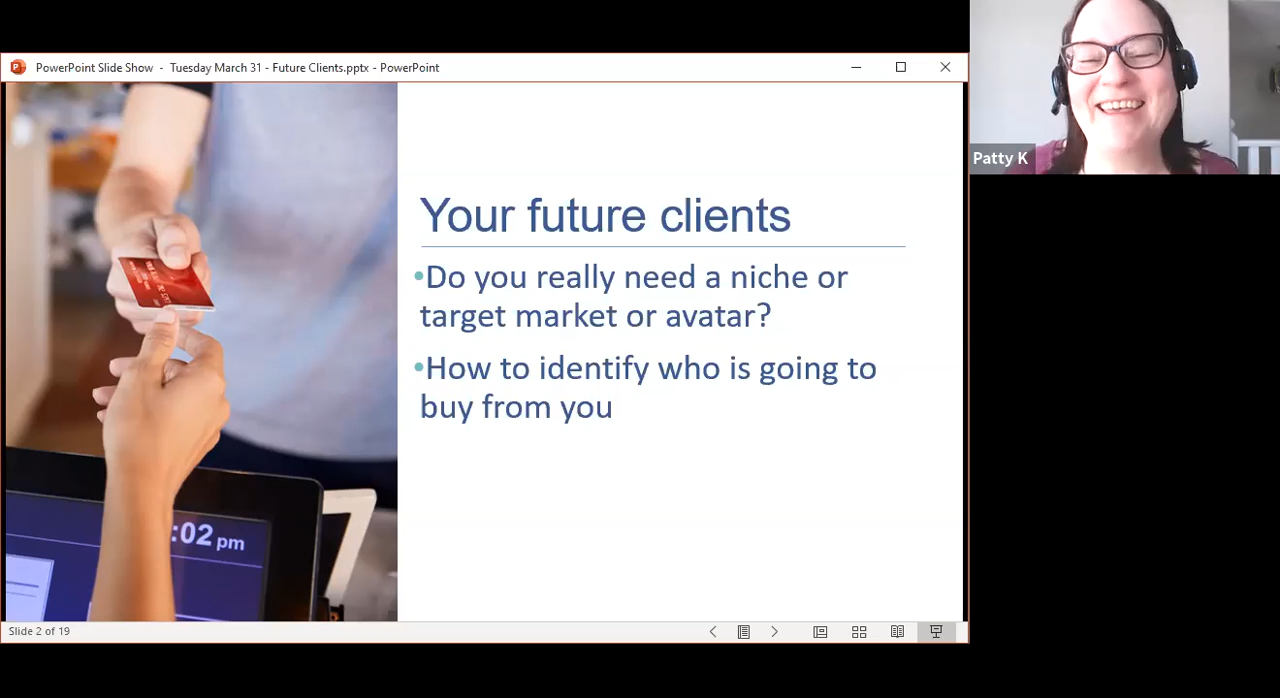 PowerPoint Slide Show - Tuesday March 31 - Future Clients.pptx - PowerPoint
Patty K
Your future clients
•Do you really need a niche or
target market or avatar?
•How to identify who is going to
buy from you
:02 pm
Slide 2 of 19